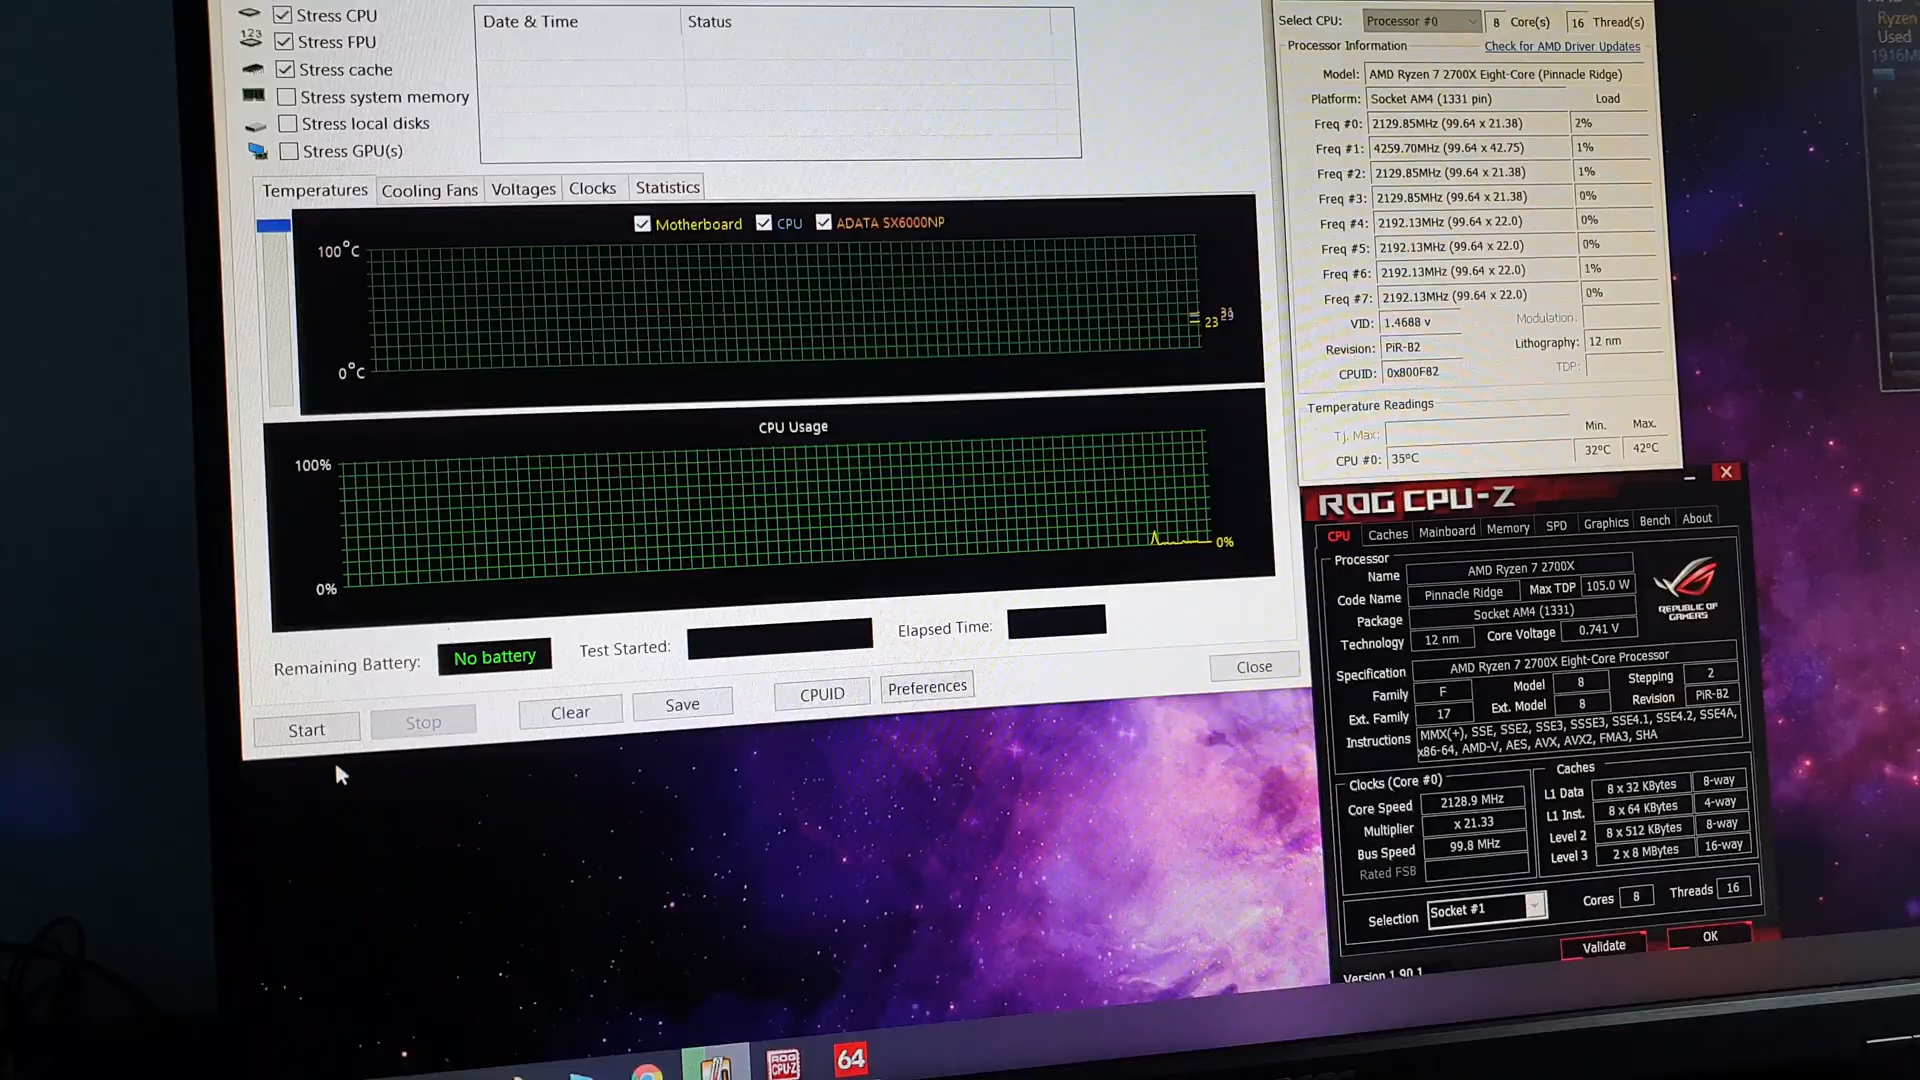 Stress CPU
Stress FPU
Stress cache
Stress system memory
Stress local disks
Stress GPU(s)
123
Date & Time Status
Temperatures Cooling Fans Voltages Clocks Statistics
Motherboard CPU ADATA SX6000NP
100°C
23
0°C
CPU Usage
100%
0%
0%
Remaining Battery: No battery Test Started: Elapsed Time:
Start Stop Clear Save CPUID Preferences Close
Select CPU: Processor #0 8 Core(s) 16 Thread(s)
Processor Information Check for AMD Driver Updates
Model: AMD Ryzen 7 2700X Eight-Core (Pinnacle Ridge)
Platform: Socket AM4 (1331 pin) Load
Freq #0: 2129.85MHz (99.64 x 21.38) 2%
Freq #1: 4259.70MHz (99.64 x 42.75) 1%
Freq #2: 2129.85MHz (99.64 x 21.38) 1%
Freq #3: 2129.85MHz (99.64 x 21.38) 0%
Freq #4: 2192.13MHz (99.64 x 22.0) 0%
Freq #5: 2192.13MHz (99.64 x 22.0) 0%
Freq #6: 2192.13MHz (99.64 x 22.0) 1%
Freq #7: 2192.13MHz (99.64 x 22.0) 0%
VID: 1.4688 v Modulation:
Revision: PiR-B2 Lithography: 12 nm
CPUID: 0x800F82 TDP:
Temperature Readings
Tj. Max: Min. Max.
CPU #0: 35°C 32°C 42°C
Ryzen
Used
1916M
ROG CPU-Z
CPU Caches Mainboard Memory SPD Graphics Bench About
Processor
Name AMD Ryzen 7 2700X
Code Name Pinnacle Ridge Max TDP 105.0 W
Package Socket AM4 (1331)
Technology 12 nm Core Voltage 0.741 V
REPUBLIC OF
GAMERS
Specification AMD Ryzen 7 2700X Eight-Core Processor
Family F Model 8 Stepping 2
Ext. Family 17 Ext. Model 8 Revision PiR-B2
Instructions MMX(+), SSE, SSE2, SSE3, SSSE3, SSE4.1, SSE4.2, SSE4A,
x86-64, AMD-V, AES, AVX, AVX2, FMA3, SHA
Clocks (Core #0)
Core Speed 2128.9 MHz
Multiplier x 21.33
Bus Speed 99.8 MHz
Rated FSB
Caches
L1 Data 8 x 32 KBytes 8-way
L1 Inst. 8 x 64 KBytes 4-way
Level 2 8 x 512 KBytes 8-way
Level 3 2 x 8 MBytes 16-way
Selection Socket #1 Cores 8 Threads 16
Validate OK
Version 1.90.1
ROG
CPU-Z
64